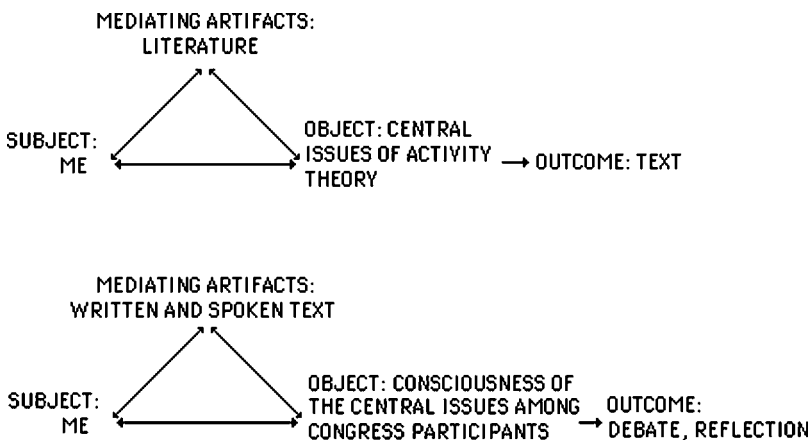 MEDIATING ARTIFACTS:
LITERATURE
SUBJECT:
ME
OBJECT: CENTRAL
ISSUES OF ACTIVITY
THEORY
OUTCOME: TEXT
MEDIATING ARTIFACTS:
WRITTEN AND SPOKEN TEXT
SUBJECT:
ME
OBJECT: CONSCIOUSNESS OF
THE CENTRAL ISSUES AMONG
CONGRESS PARTICIPANTS
OUTCOME:
DEBATE, REFLECTION